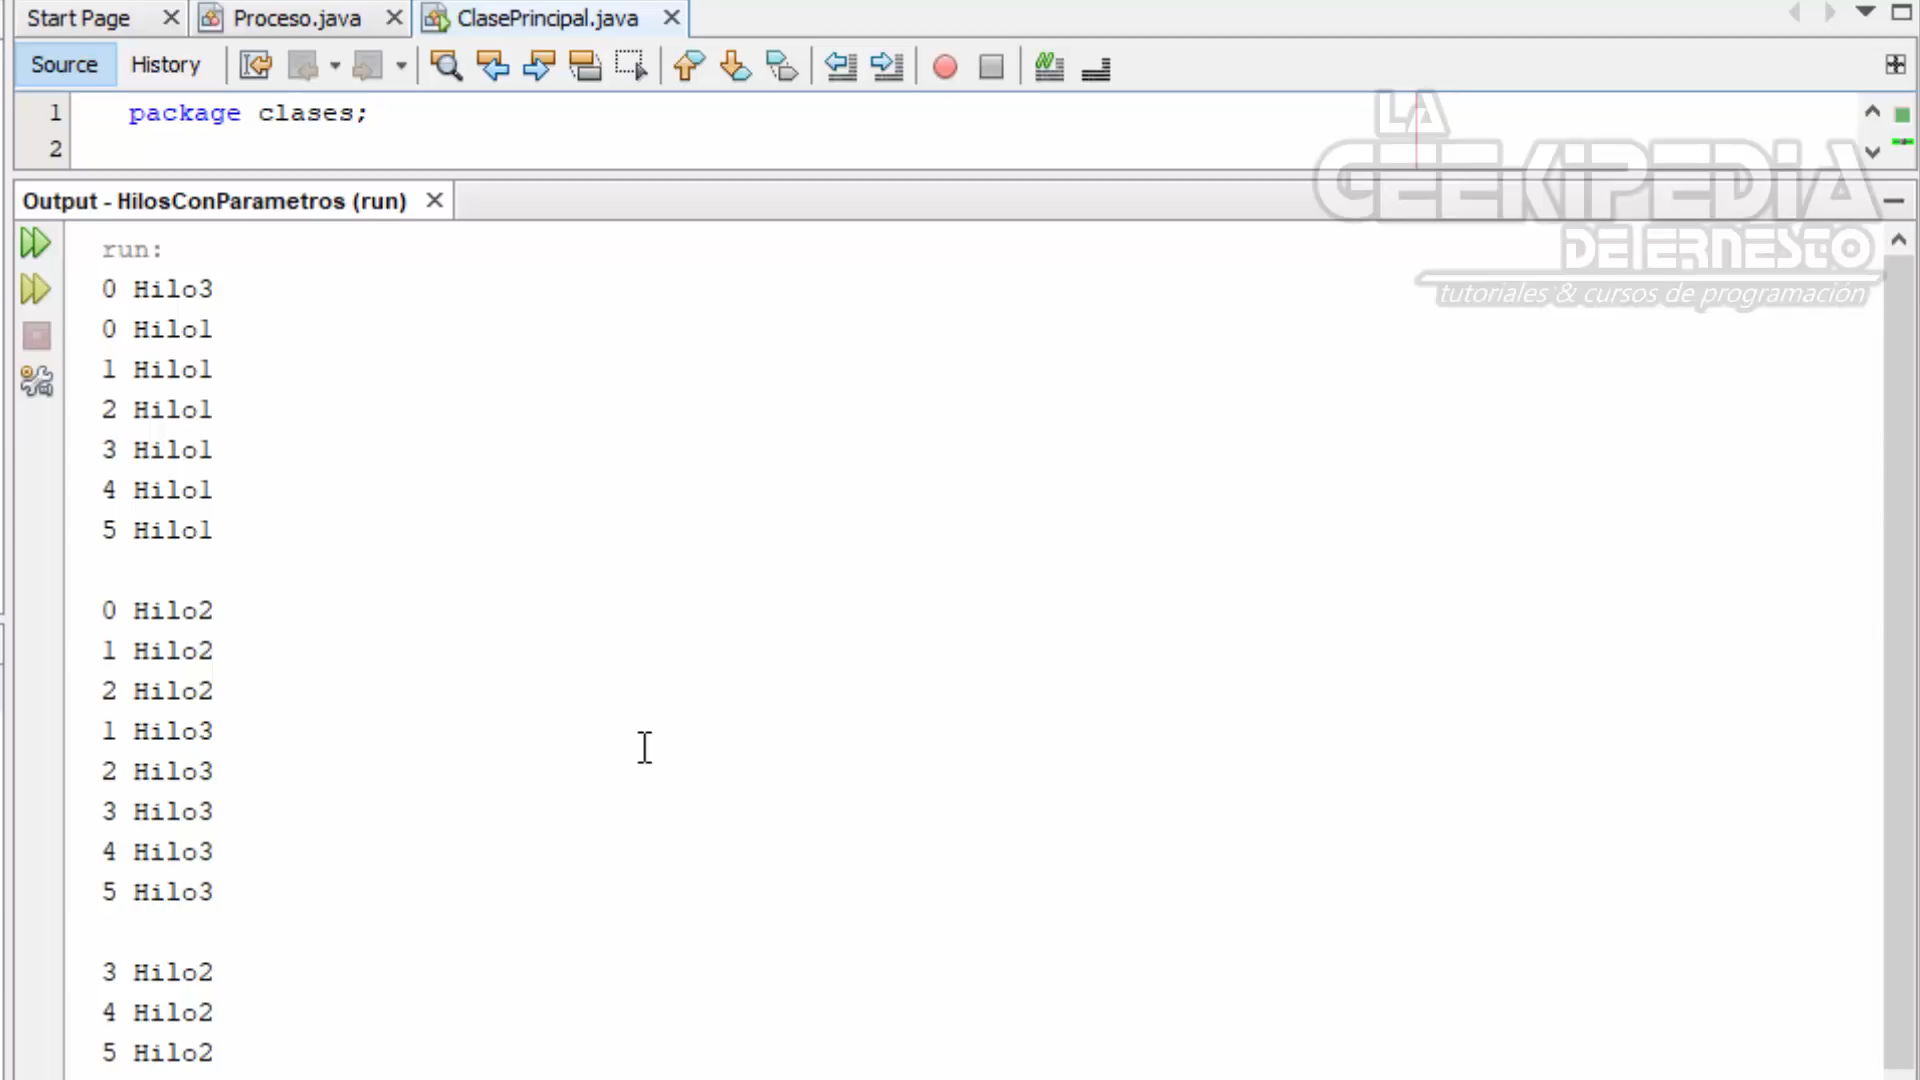 Start Page
Proceso.java
ClasePrincipal.java
Source
History
1 package clases;
2
LA
GEEKIPEDiA
DE ERNESTO
tutoriales & cursos de programación
Output - HilosConParametros (run)
run:
0 Hilo3
0 Hilo1
1 Hilo1
2 Hilo1
3 Hilo1
4 Hilo1
5 Hilo1
0 Hilo2
1 Hilo2
2 Hilo2
1 Hilo3
2 Hilo3
3 Hilo3
4 Hilo3
5 Hilo3
3 Hilo2
4 Hilo2
5 Hilo2